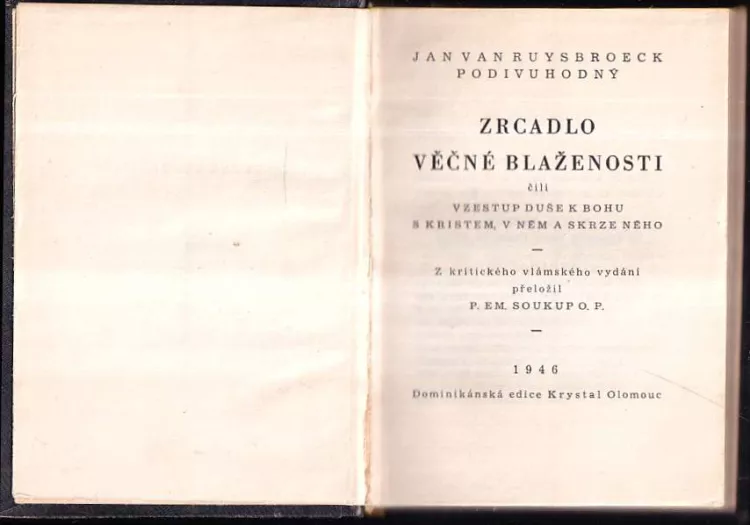 JAN VAN RUYSBROECK
PODIVUHODNÝ
ZRCADLO
VĚČNÉ BLAŽENOSTI
čili
VZESTUP DUŠE K BOHU
S KRISTEM, V NĚM A SKRZE NĚHO
—
Z kritického vlámského vydání
přeložil
P. EM. SOUKUP O. P.
—
1946
Dominikánská edice Krystal Olomouc